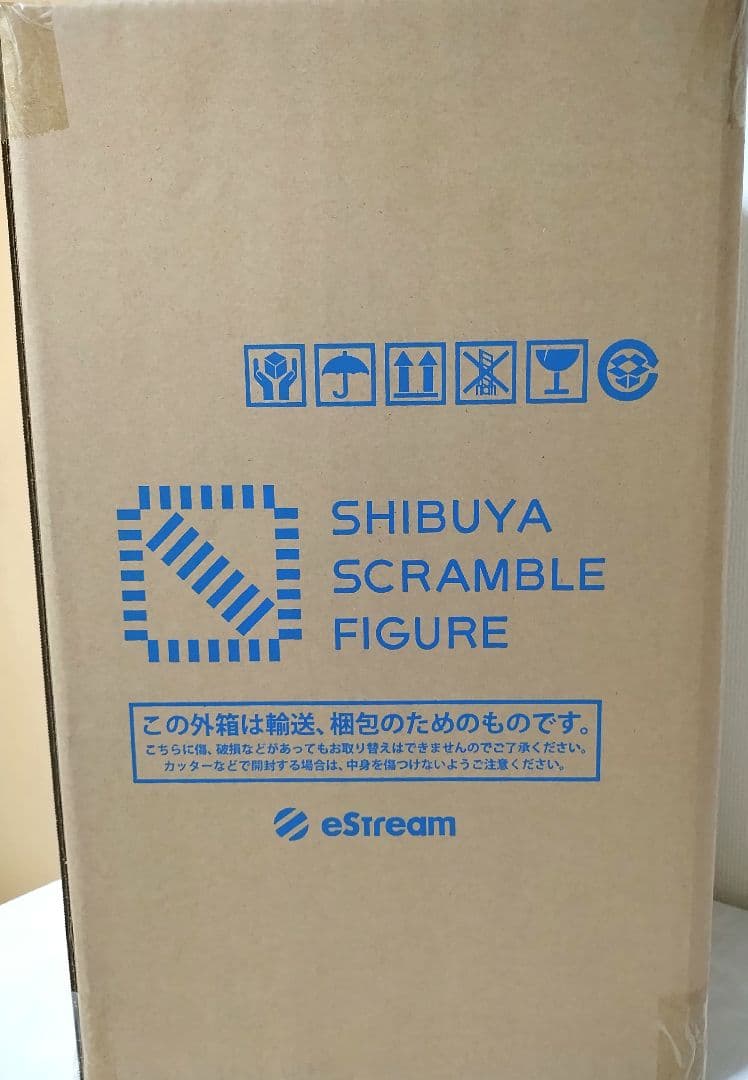 SHIBUYA
SCRAMBLE
FIGURE
この外箱は輸送、梱包のためのものです。
こちらに傷、破損などがあってもお取り替えはできませんのでご了承ください。
カッターなどで開封する場合は、中身を傷つけないようご注意ください。
eStream